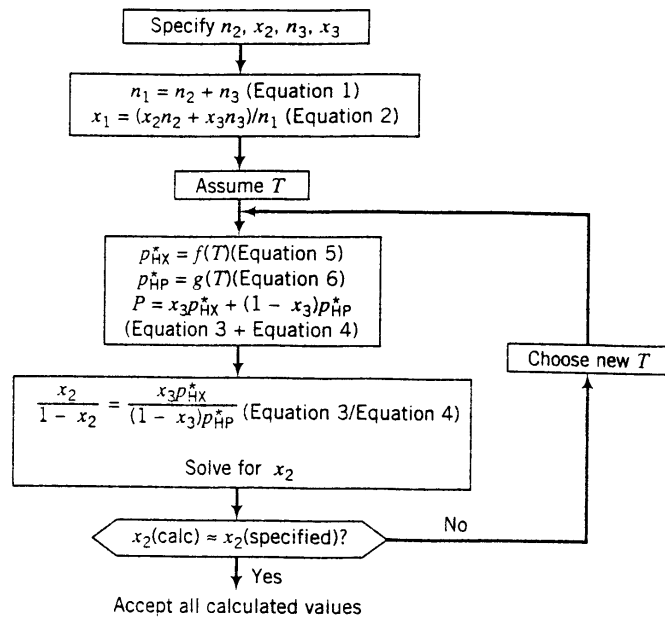 Specify n₂, x₂, n₃, x₃
n₁ = n₂ + n₃ (Equation 1)
x₁ = (x₂n₂ + x₃n₃)/n₁ (Equation 2)
Assume T
p*HX = f(T)(Equation 5)
p*HP = g(T)(Equation 6)
P = x₃p*HX + (1 − x₃)p*HP
(Equation 3 + Equation 4)
Choose new T
x₂/(1 − x₂) = x₃p*HX/((1 − x₃)p*HP) (Equation 3/Equation 4)
Solve for x₂
x₂(calc) ≈ x₂(specified)?
No
Yes
Accept all calculated values